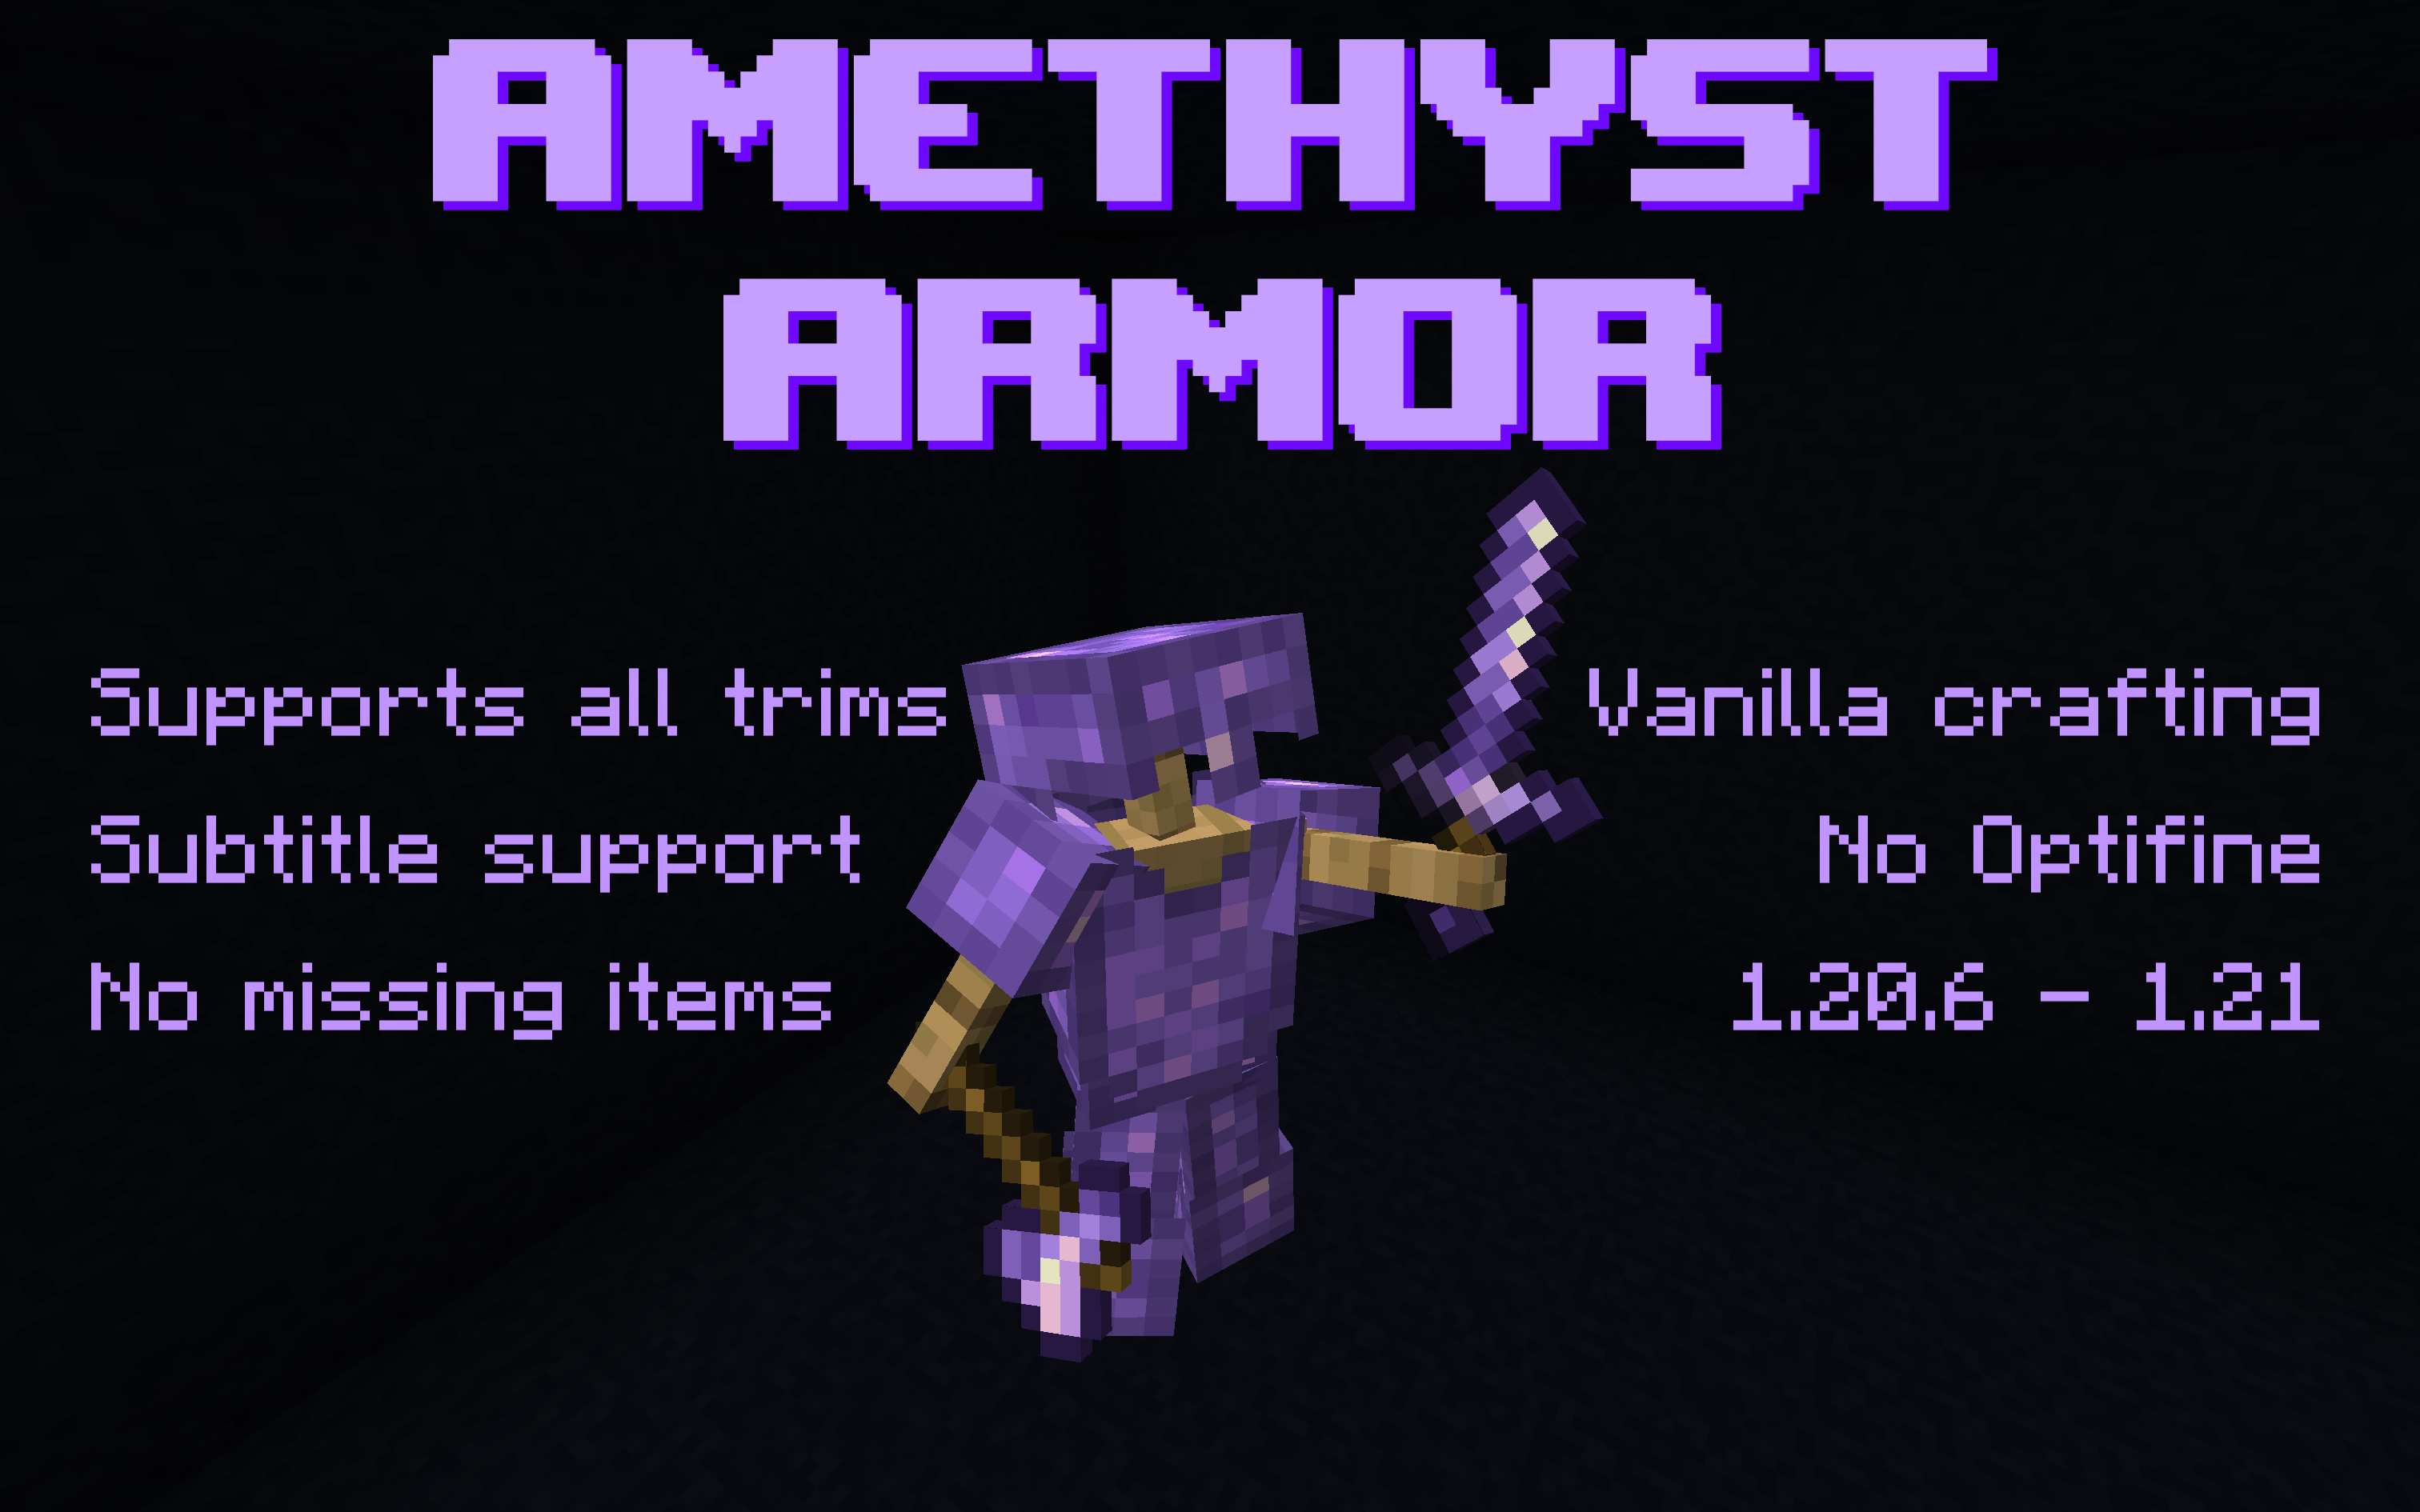 AMETHYST
ARMOR
Supports all trims
Subtitle support
No missing items
Vanilla crafting
No Optifine
1.20.6 - 1.21